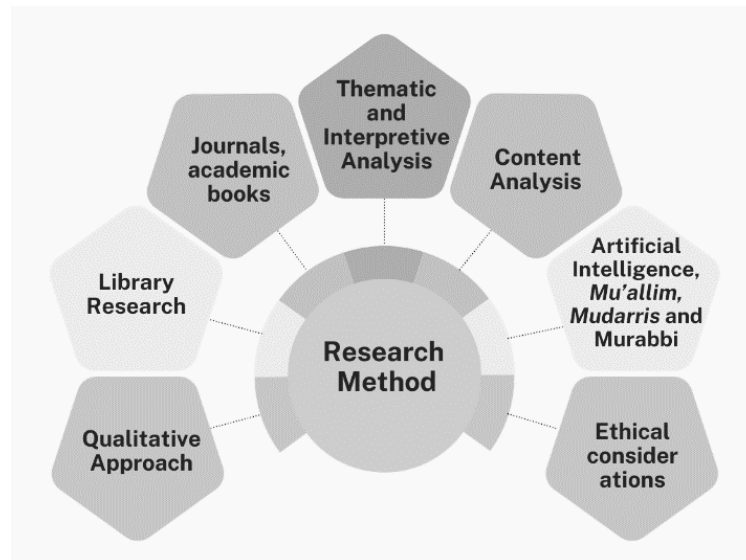 Thematic
and
Interpretive
Analysis
Journals,
academic
books
Content
Analysis
Library
Research
Artificial
Intelligence,
Mu'allim,
Mudarris and
Murabbi
Research
Method
Qualitative
Approach
Ethical
consider
ations